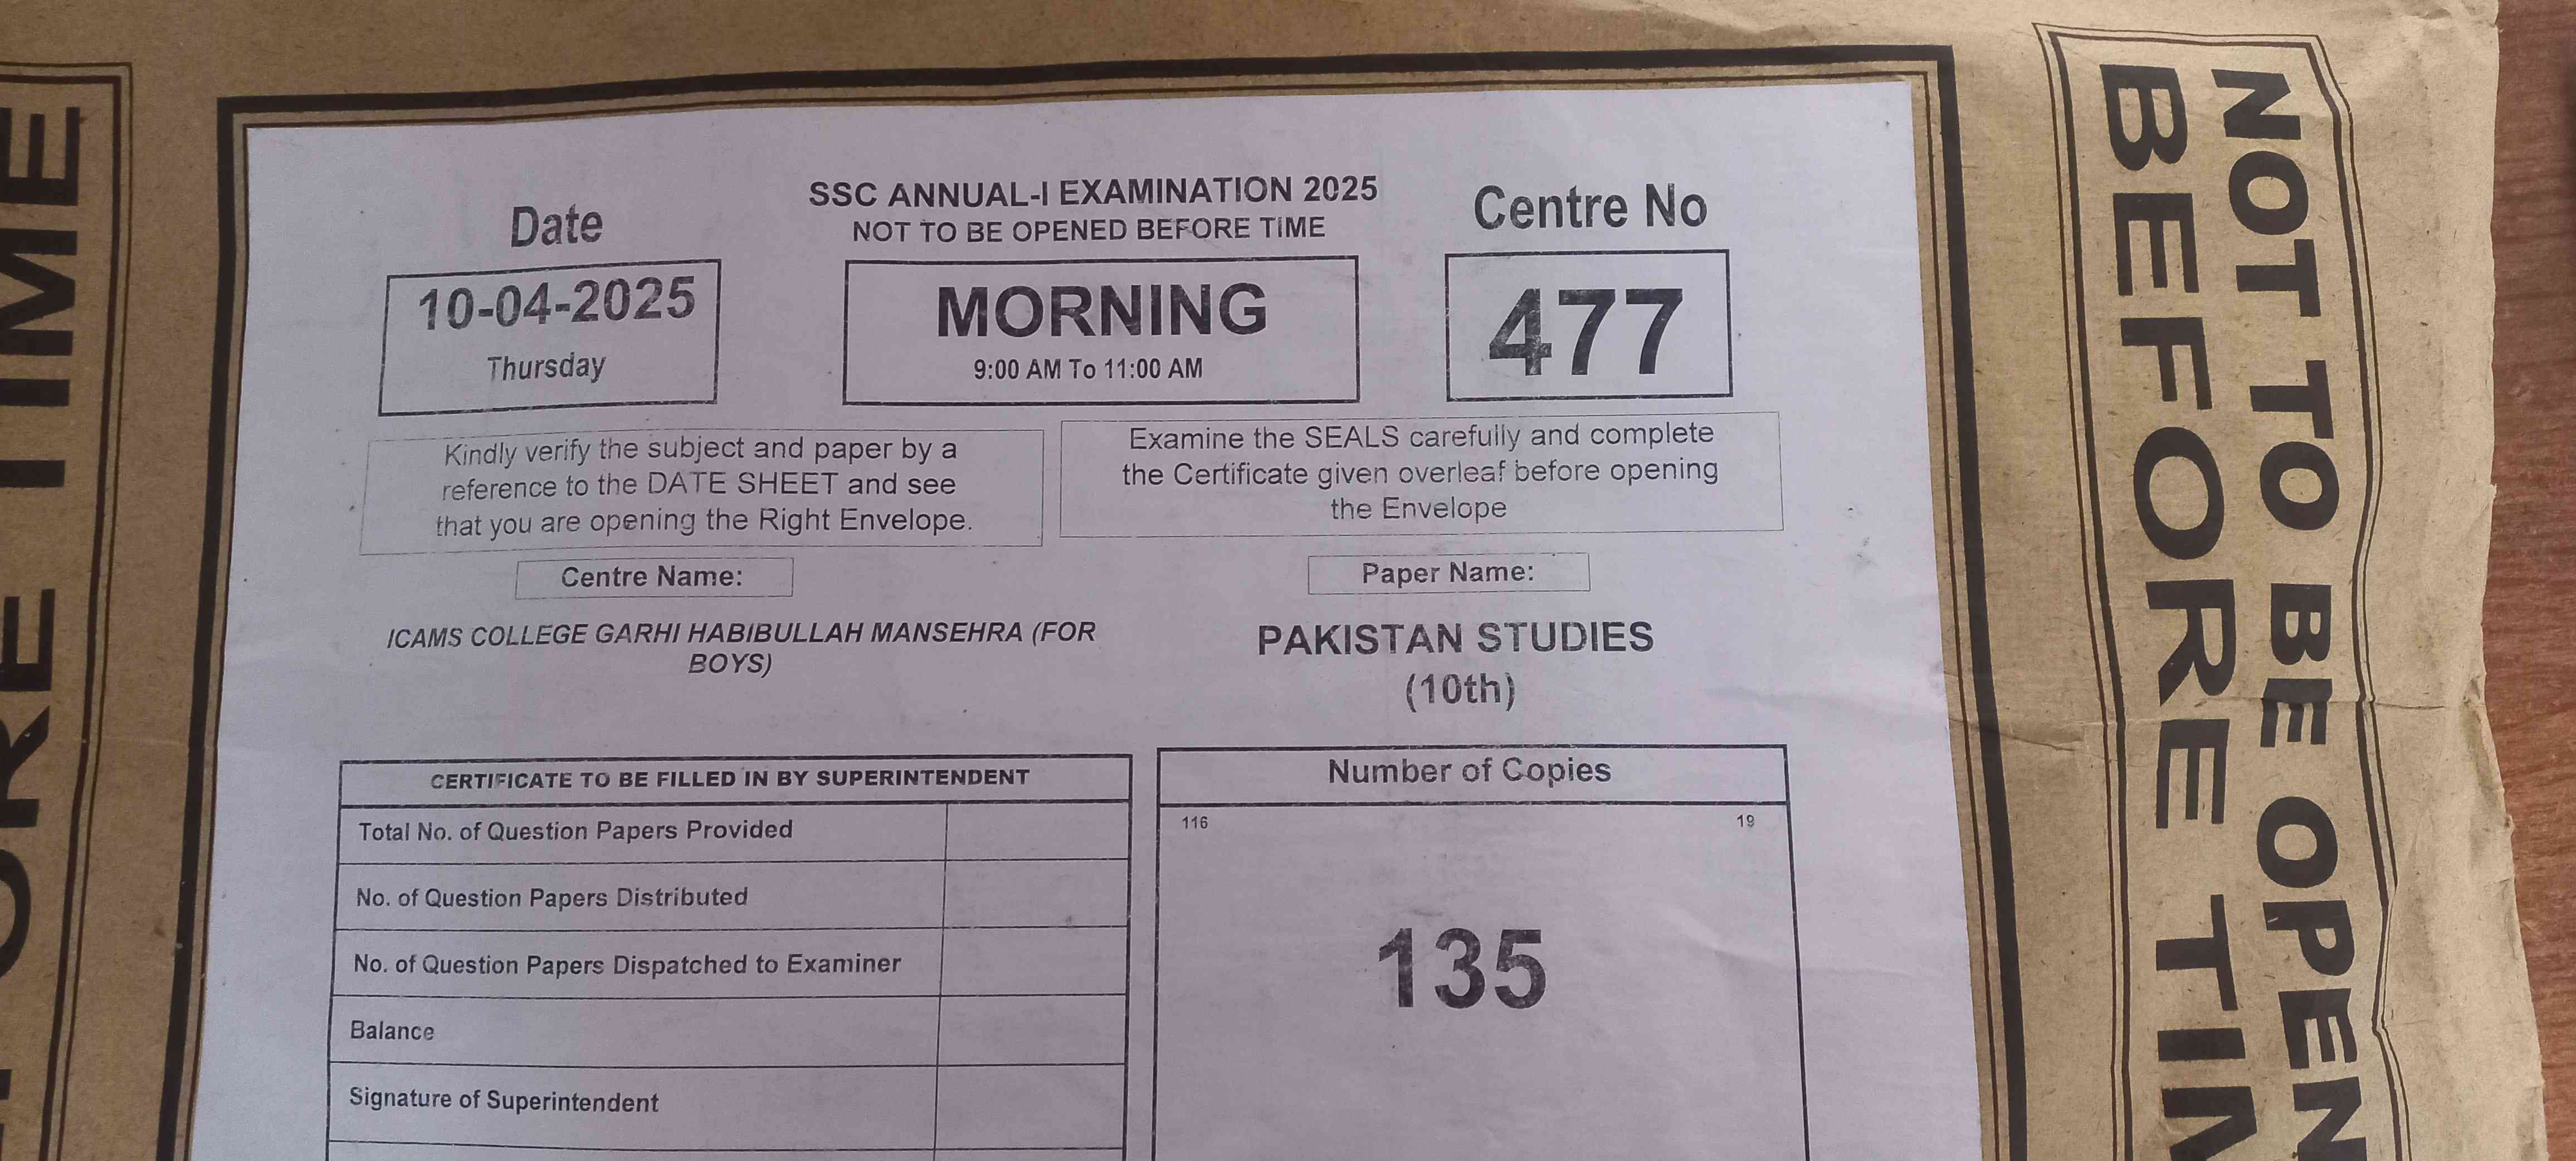 SSC ANNUAL-I EXAMINATION 2025
NOT TO BE OPENED BEFORE TIME
Date
10-04-2025
Thursday
MORNING
9:00 AM To 11:00 AM
Centre No
477
Kindly verify the subject and paper by a
reference to the DATE SHEET and see
that you are opening the Right Envelope.
Examine the SEALS carefully and complete
the Certificate given overleaf before opening
the Envelope
Centre Name:
ICAMS COLLEGE GARHI HABIBULLAH MANSEHRA (FOR
BOYS)
Paper Name:
PAKISTAN STUDIES
(10th)
CERTIFICATE TO BE FILLED IN BY SUPERINTENDENT
Total No. of Question Papers Provided
No. of Question Papers Distributed
No. of Question Papers Dispatched to Examiner
Balance
Signature of Superintendent
Number of Copies
116 19
135
NOT TO BE OPEN
BEFORE TIM
ORE TIME